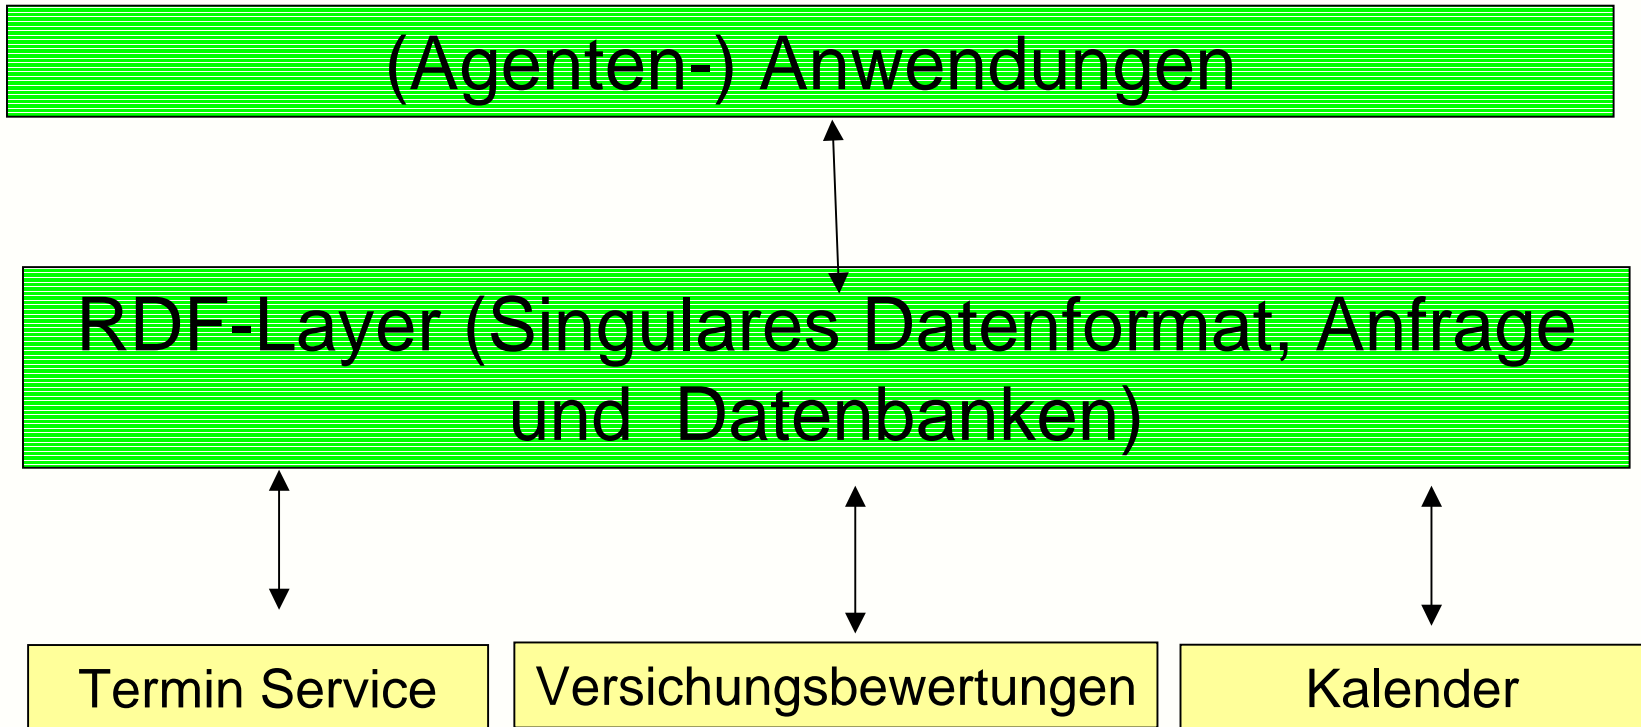 (Agenten-) Anwendungen
RDF-Layer (Singulares Datenformat, Anfrage
und Datenbanken)
Termin Service
Versichungsbewertungen
Kalender